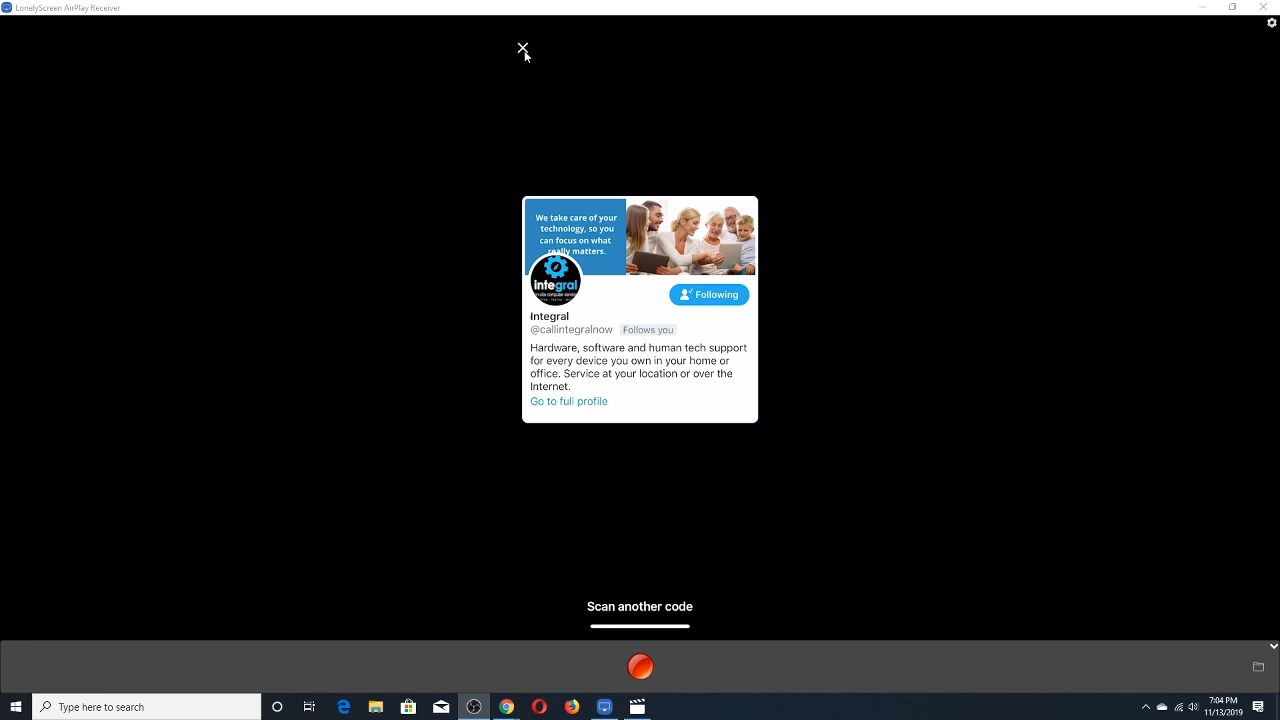 LonelyScreen AirPlay Receiver
We take care of your
technology, so you
can focus on what
really matters.
integral
Following
Integral
@callintegralnow Follows you
Hardware, software and human tech support
for every device you own in your home or
office. Service at your location or over the
Internet.
Go to full profile
Scan another code
Type here to search
7:04 PM
11/13/2019